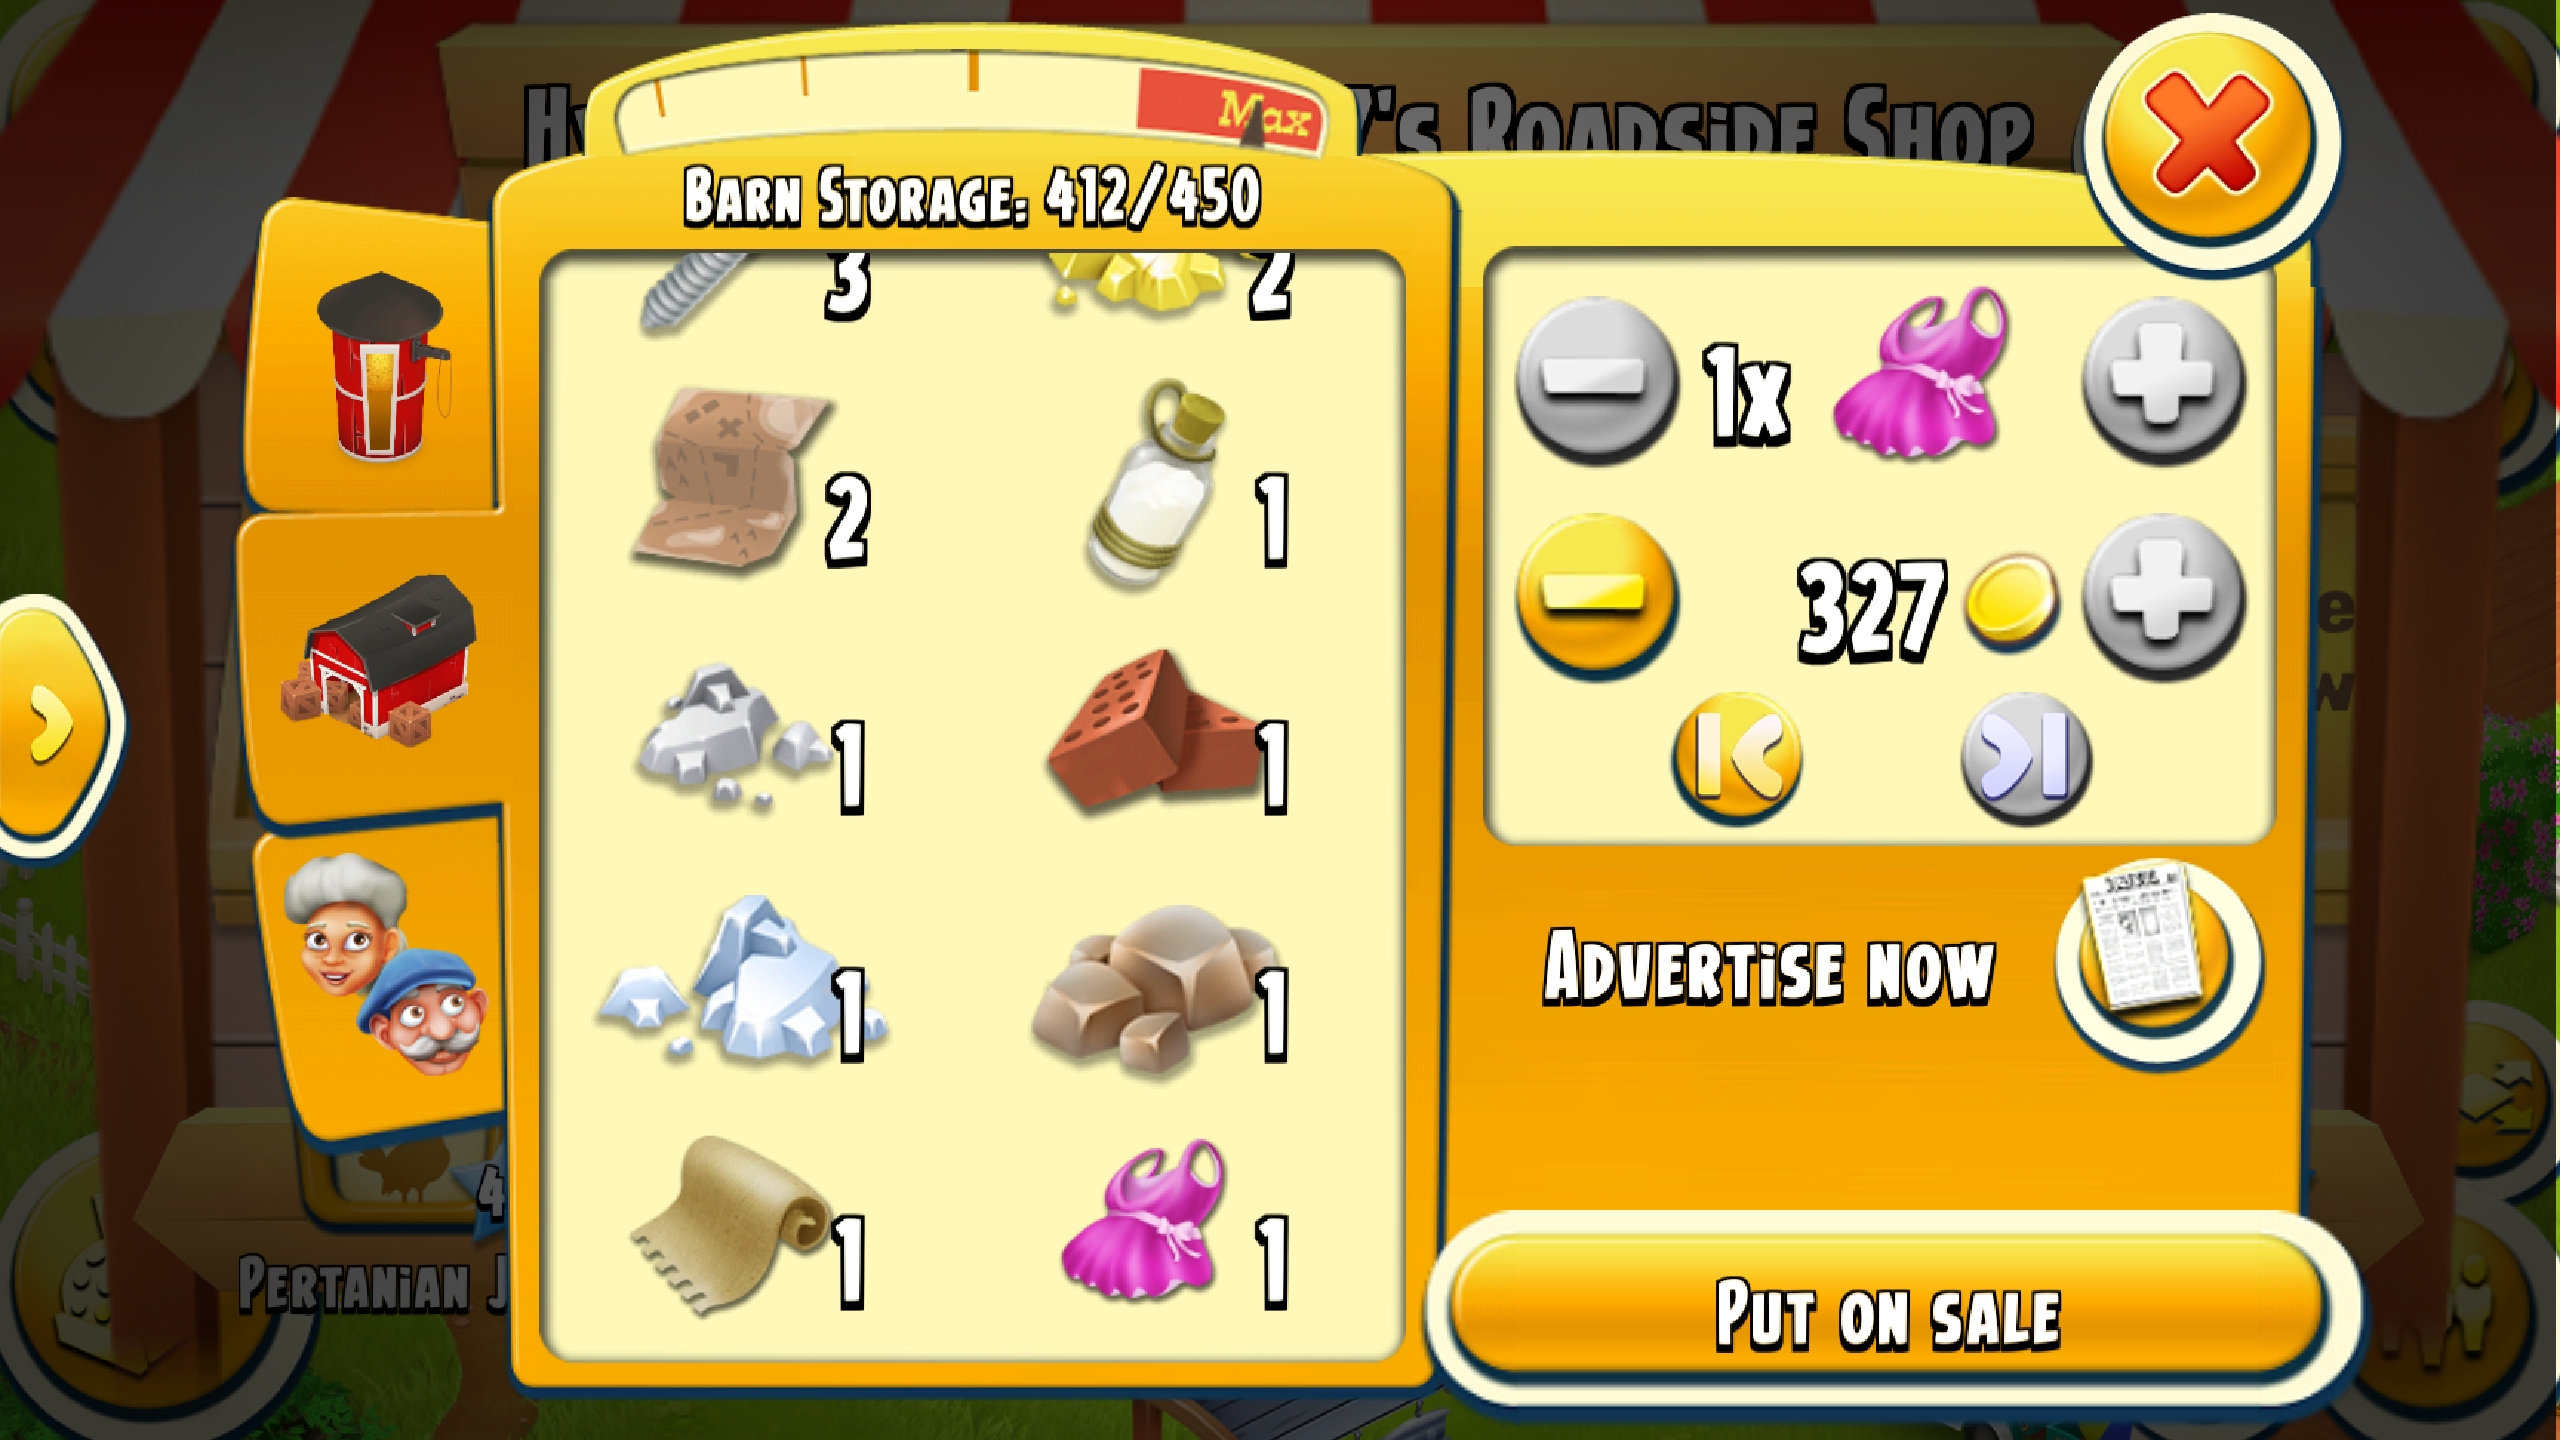 's Roadside Shop
Max
Barn Storage: 412/450
3
2
2
1
1
1
1
1
1
1
1x
327
Advertise now
Put on sale
4
Pertanian J